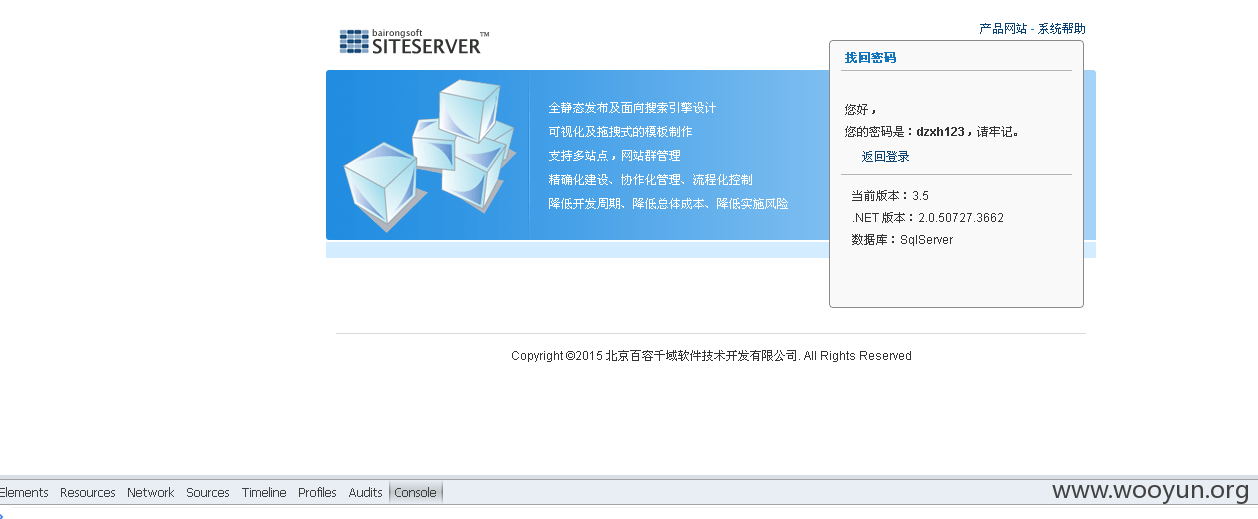 bairongsoft
SITESERVER™
产品网站 - 系统帮助
找回密码
全静态发布及面向搜索引擎设计
可视化及拖拽式的模板制作
支持多站点，网站群管理
精确化建设、协作化管理、流程化控制
降低开发周期、降低总体成本、降低实施风险
您好，
您的密码是：dzxh123，请牢记。
返回登录
当前版本：3.5
.NET 版本：2.0.50727.3662
数据库：SqlServer
Copyright ©2015 北京百容千域软件技术开发有限公司. All Rights Reserved
Elements Resources Network Sources Timeline Profiles Audits Console
www.wooyun.org